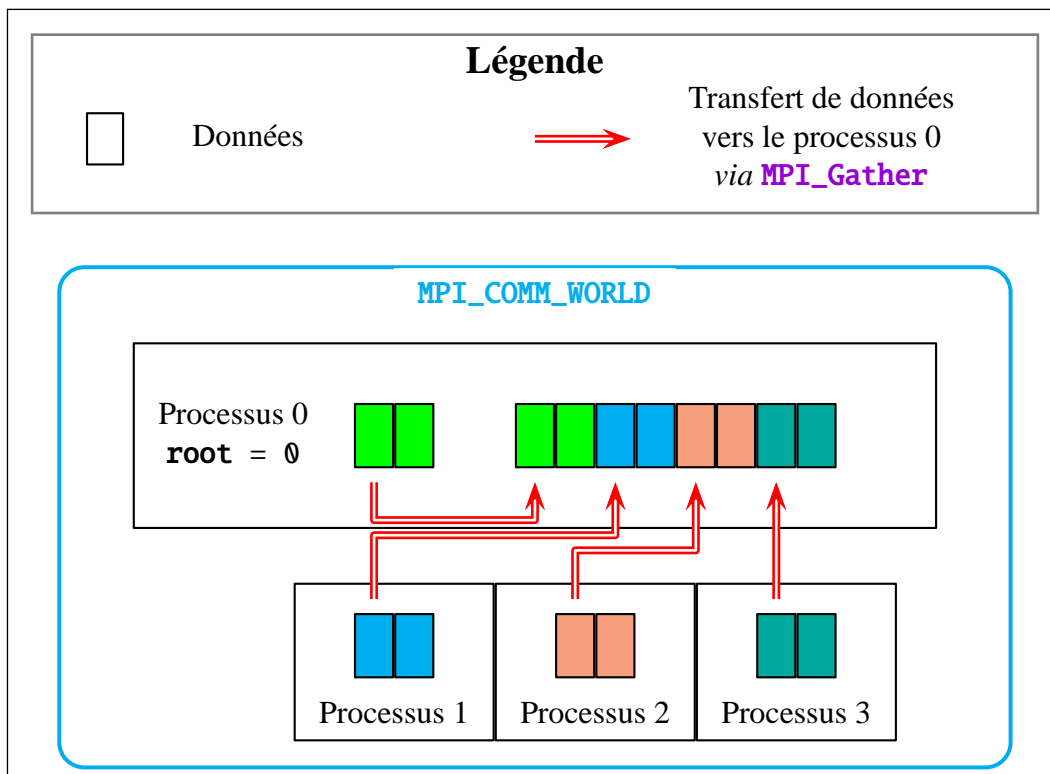 Légende
Données
Transfert de données
vers le processus 0
via MPI_Gather
MPI_COMM_WORLD
Processus 0
root = 0
Processus 1
Processus 2
Processus 3